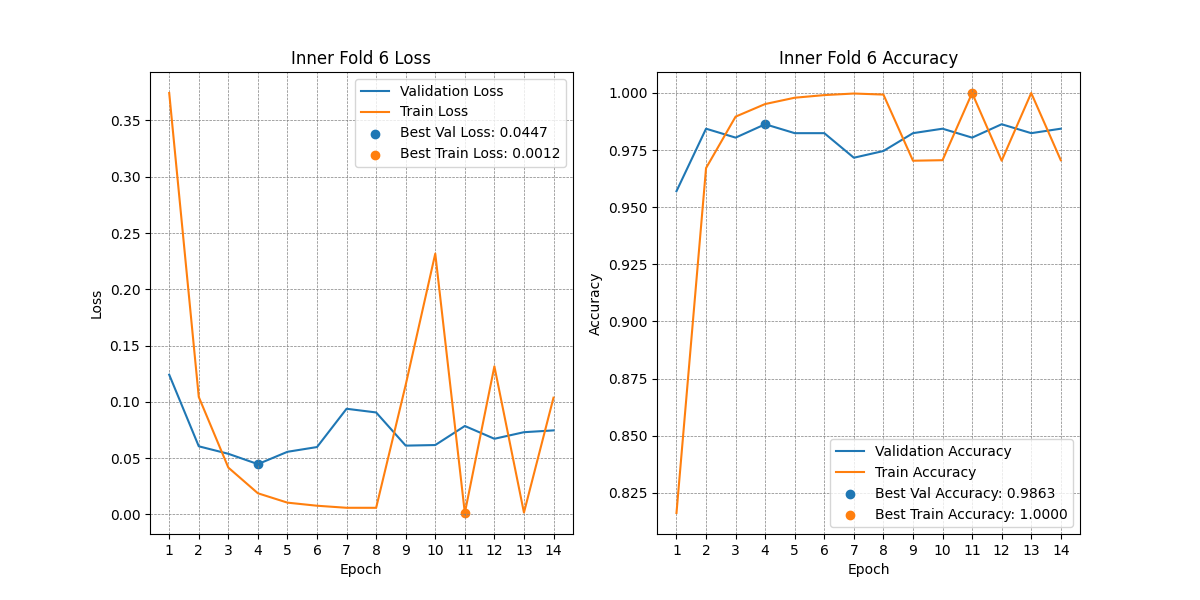 Inner Fold 6 Loss
Validation Loss
Train Loss
Best Val Loss: 0.0447
Best Train Loss: 0.0012
0.35
0.30
0.25
0.20
0.15
0.10
0.05
0.00
Loss
1 2 3 4 5 6 7 8 9 10 11 12 13 14
Epoch
Inner Fold 6 Accuracy
1.000
0.975
0.950
0.925
0.900
0.875
0.850
0.825
Accuracy
Validation Accuracy
Train Accuracy
Best Val Accuracy: 0.9863
Best Train Accuracy: 1.0000
1 2 3 4 5 6 7 8 9 10 11 12 13 14
Epoch